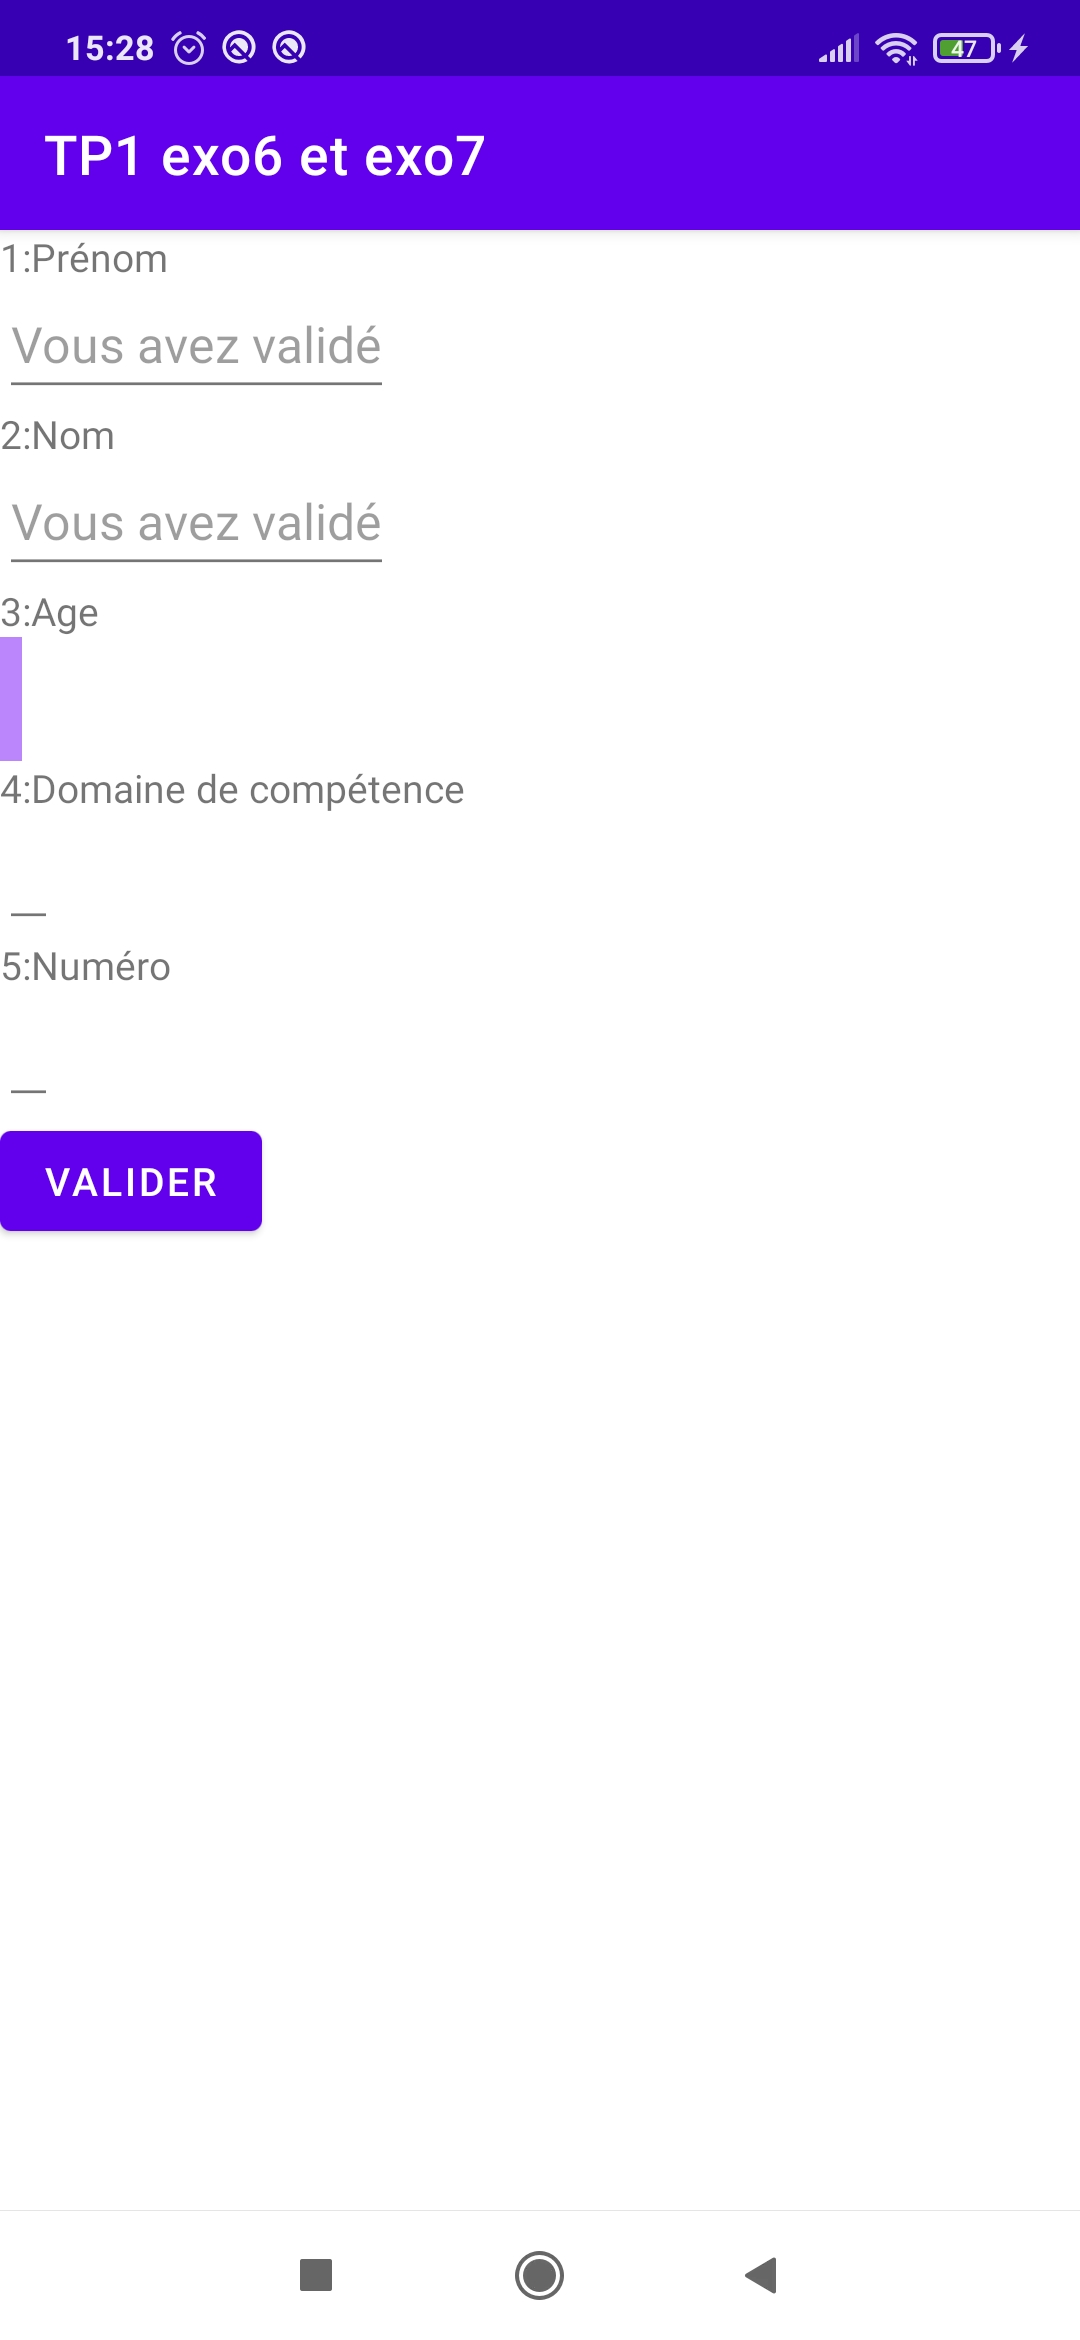 15:28
47
TP1 exo6 et exo7
1:Prénom
Vous avez validé
2:Nom
Vous avez validé
3:Age
4:Domaine de compétence
5:Numéro
VALIDER